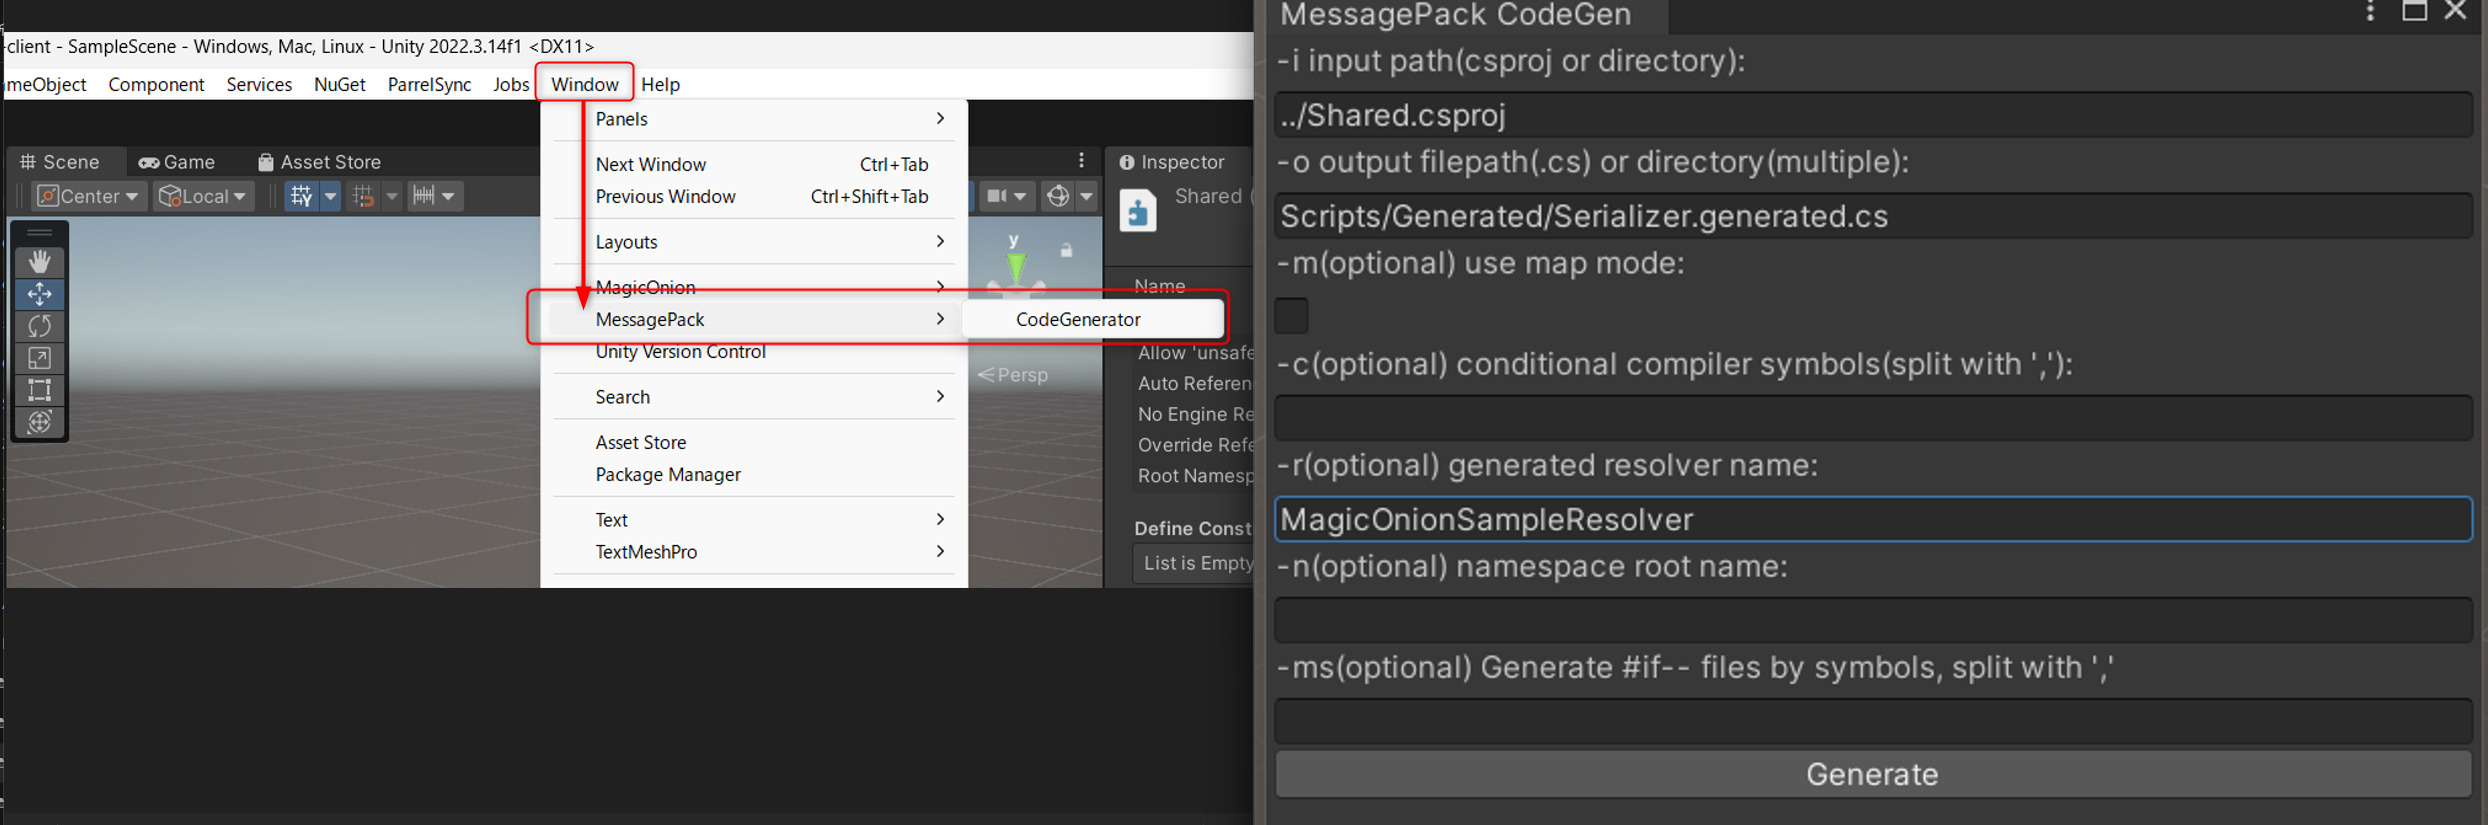 -client - SampleScene - Windows, Mac, Linux - Unity 2022.3.14f1 <DX11>
meObject Component Services NuGet ParrelSync Jobs Window Help
Panels
Next Window Ctrl+Tab
Previous Window Ctrl+Shift+Tab
Layouts
MagicOnion
MessagePack
CodeGenerator
Unity Version Control
Search
Asset Store
Package Manager
Text
TextMeshPro
Scene Game Asset Store
Center Local
y
Persp
Inspector
Shared (
Name
Allow 'unsafe
Auto Referen
No Engine Re
Override Refe
Root Namesp
Define Const
List is Empty
MessagePack CodeGen
-i input path(csproj or directory):
../Shared.csproj
-o output filepath(.cs) or directory(multiple):
Scripts/Generated/Serializer.generated.cs
-m(optional) use map mode:
-c(optional) conditional compiler symbols(split with ','):
-r(optional) generated resolver name:
MagicOnionSampleResolver
-n(optional) namespace root name:
-ms(optional) Generate #if-- files by symbols, split with ','
Generate